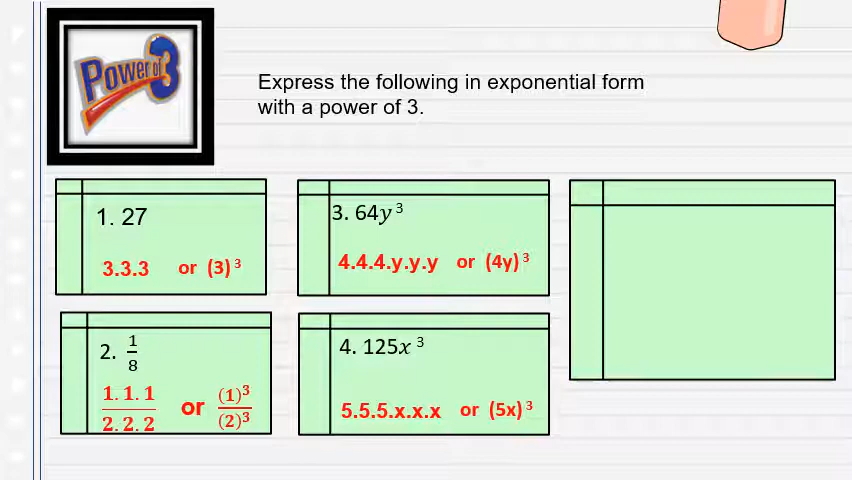 Power of 3
Express the following in exponential form
with a power of 3.
1. 27
3.3.3 or (3)³
3. 64y³
4.4.4.y.y.y or (4y)³
2. 1/8
1. 1. 1/2. 2. 2 or (1)³/(2)³
4. 125x³
5.5.5.x.x.x or (5x)³